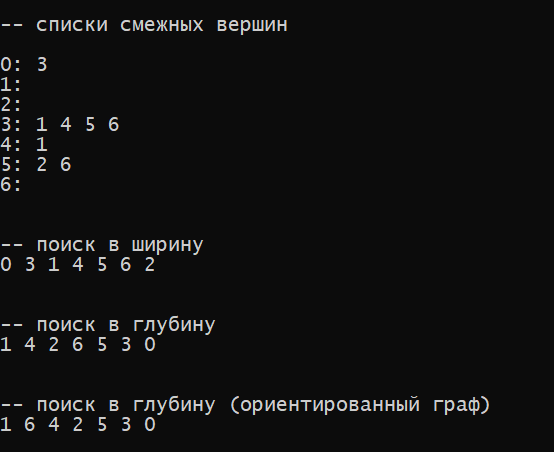 -- списки смежных вершин
0: 3
1:
2:
3: 1 4 5 6
4: 1
5: 2 6
6:
-- поиск в ширину
0 3 1 4 5 6 2
-- поиск в глубину
1 4 2 6 5 3 0
-- поиск в глубину (ориентированный граф)
1 6 4 2 5 3 0